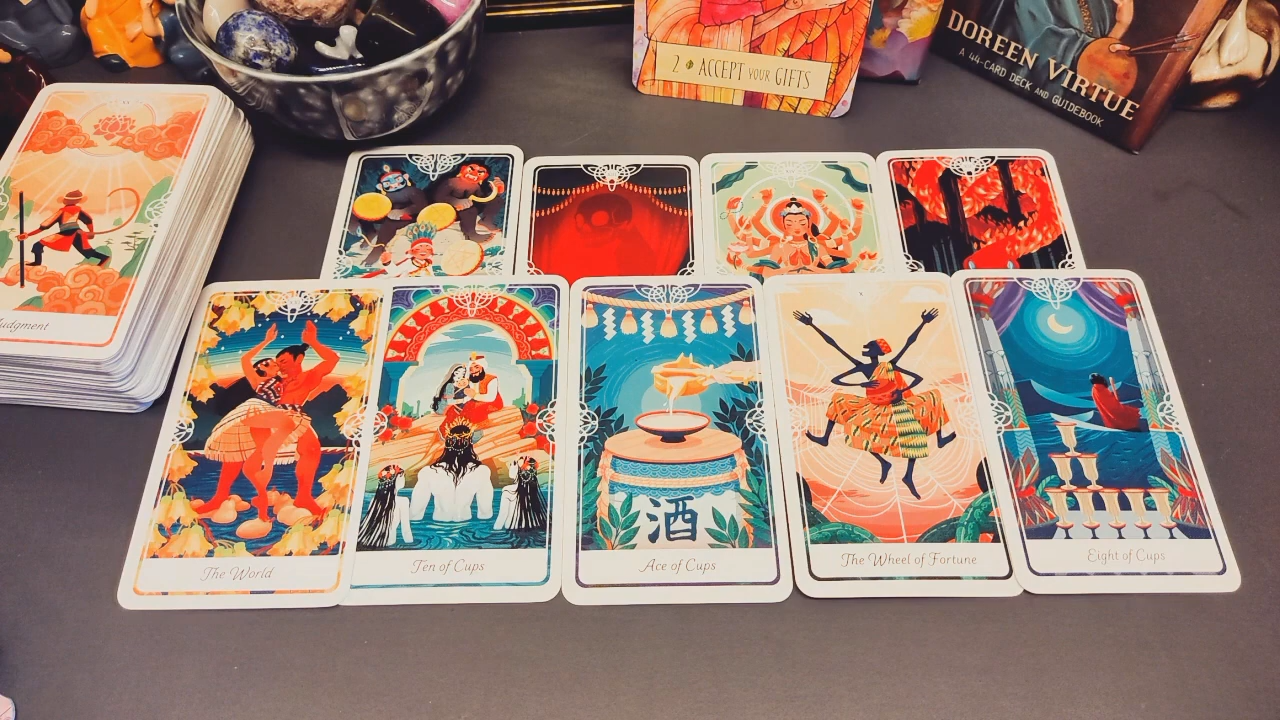 2 ACCEPT YOUR GIFTS
DOREEN VIRTUE
A 44-CARD DECK AND GUIDEBOOK
XX
Judgment
酒
X
The World
Ten of Cups
Ace of Cups
The Wheel of Fortune
Eight of Cups